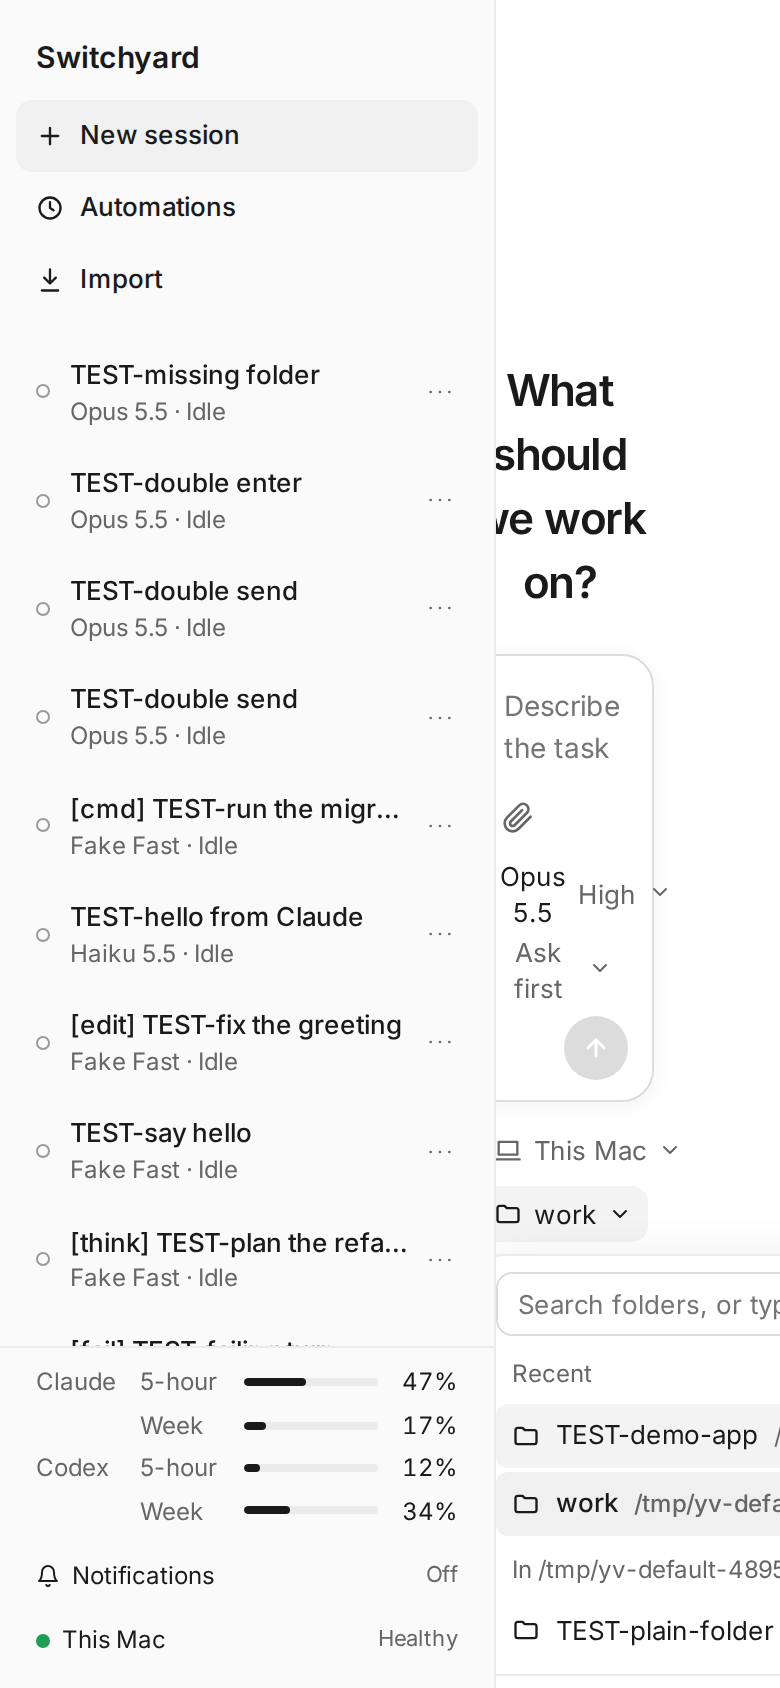 Switchyard
New session
Automations
Import
TEST-missing folder
Opus 5.5 · Idle
TEST-double enter
Opus 5.5 · Idle
TEST-double send
Opus 5.5 · Idle
TEST-double send
Opus 5.5 · Idle
[cmd] TEST-run the migr...
Fake Fast · Idle
TEST-hello from Claude
Haiku 5.5 · Idle
[edit] TEST-fix the greeting
Fake Fast · Idle
TEST-say hello
Fake Fast · Idle
[think] TEST-plan the refa...
Fake Fast · Idle
Claude 5-hour 47%
Week 17%
Codex 5-hour 12%
Week 34%
Notifications Off
This Mac Healthy
What
should
we work
on?
Describe
the task
Opus
5.5
High
Ask
first
This Mac
work
Search folders, or typ
Recent
TEST-demo-app /
work /tmp/yv-defa
In /tmp/yv-default-4895
TEST-plain-folder